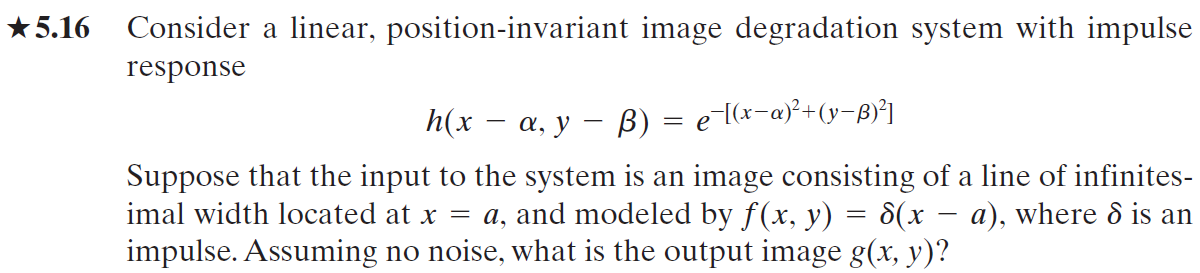 ★5.16 Consider a linear, position-invariant image degradation system with impulse
response
h(x − α, y − β) = e^−[(x−α)²+(y−β)²]
Suppose that the input to the system is an image consisting of a line of infinites-
imal width located at x = a, and modeled by f(x, y) = δ(x − a), where δ is an
impulse. Assuming no noise, what is the output image g(x, y)?